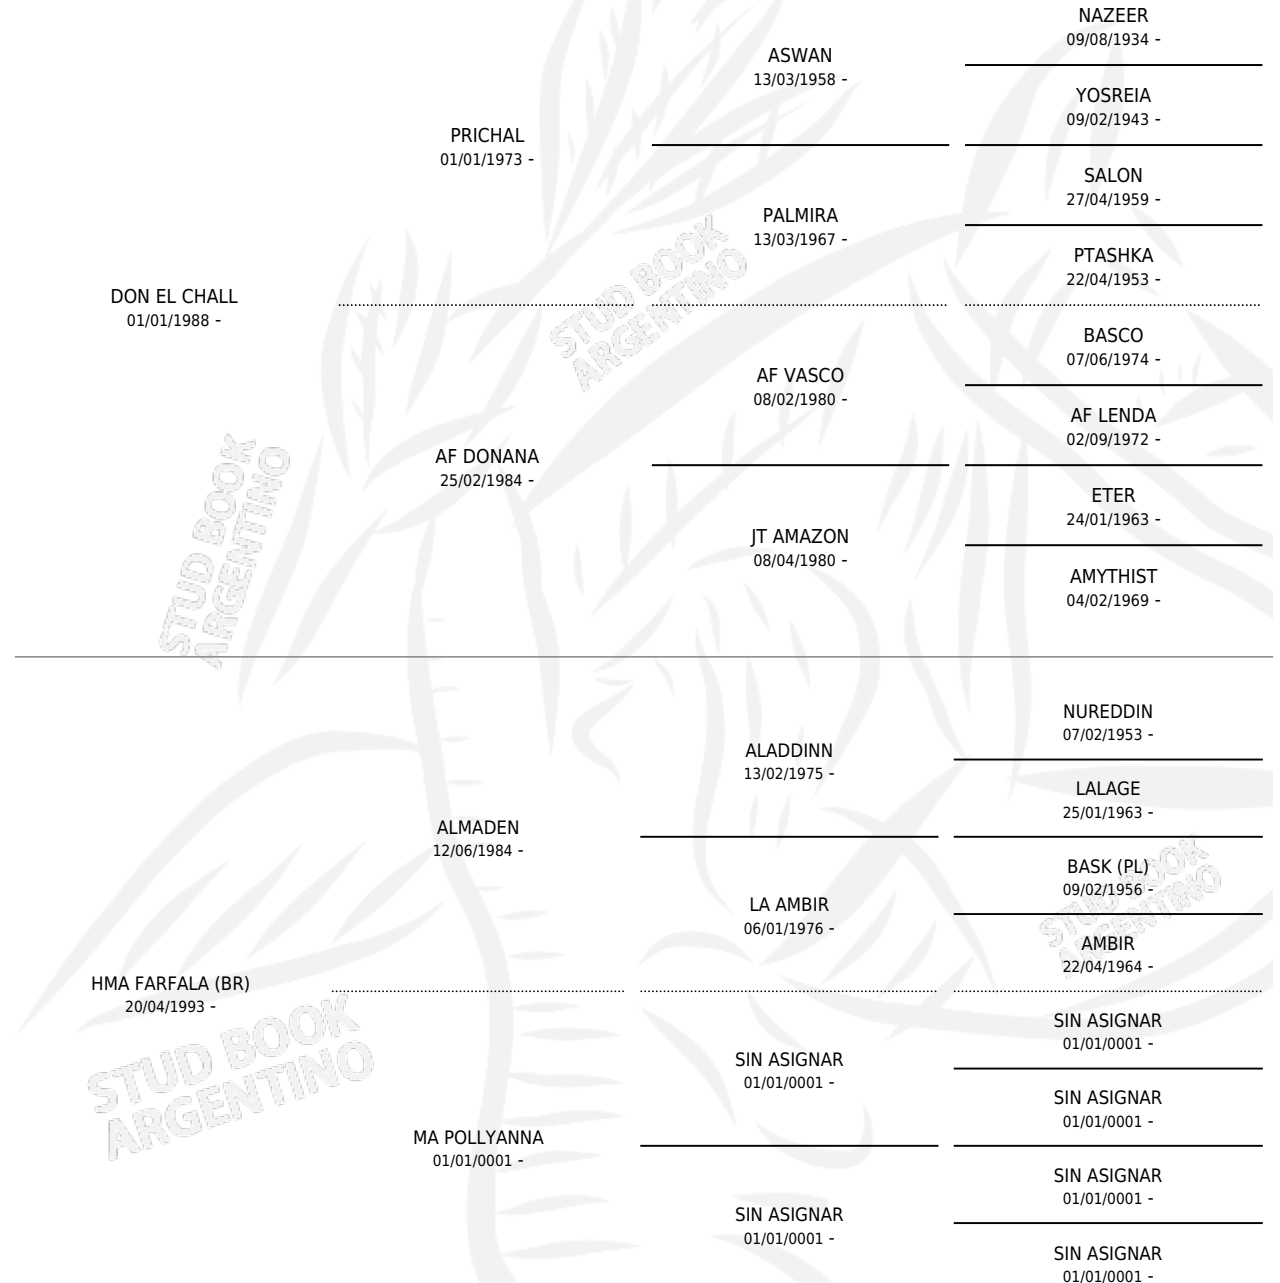 NAZEER
09/08/1934 -
ASWAN
13/03/1958 -
YOSREIA
09/02/1943 -
PRICHAL
01/01/1973 -
SALON
27/04/1959 -
PALMIRA
13/03/1967 -
PTASHKA
22/04/1953 -
DON EL CHALL
01/01/1988 -
BASCO
07/06/1974 -
AF VASCO
08/02/1980 -
AF LENDA
02/09/1972 -
AF DONANA
25/02/1984 -
ETER
24/01/1963 -
JT AMAZON
08/04/1980 -
AMYTHIST
04/02/1969 -
STUD BOOK
ARGENTINO
STUD BOOK
ARGENTINO
NUREDDIN
07/02/1953 -
ALADDINN
13/02/1975 -
LALAGE
25/01/1963 -
ALMADEN
12/06/1984 -
BASK (PL)
09/02/1956 -
LA AMBIR
06/01/1976 -
AMBIR
22/04/1964 -
HMA FARFALA (BR)
20/04/1993 -
SIN ASIGNAR
01/01/0001 -
SIN ASIGNAR
01/01/0001 -
SIN ASIGNAR
01/01/0001 -
MA POLLYANNA
01/01/0001 -
SIN ASIGNAR
01/01/0001 -
SIN ASIGNAR
01/01/0001 -
SIN ASIGNAR
01/01/0001 -
STUD BOOK
ARGENTINO
STUD BOOK
ARGENTINO